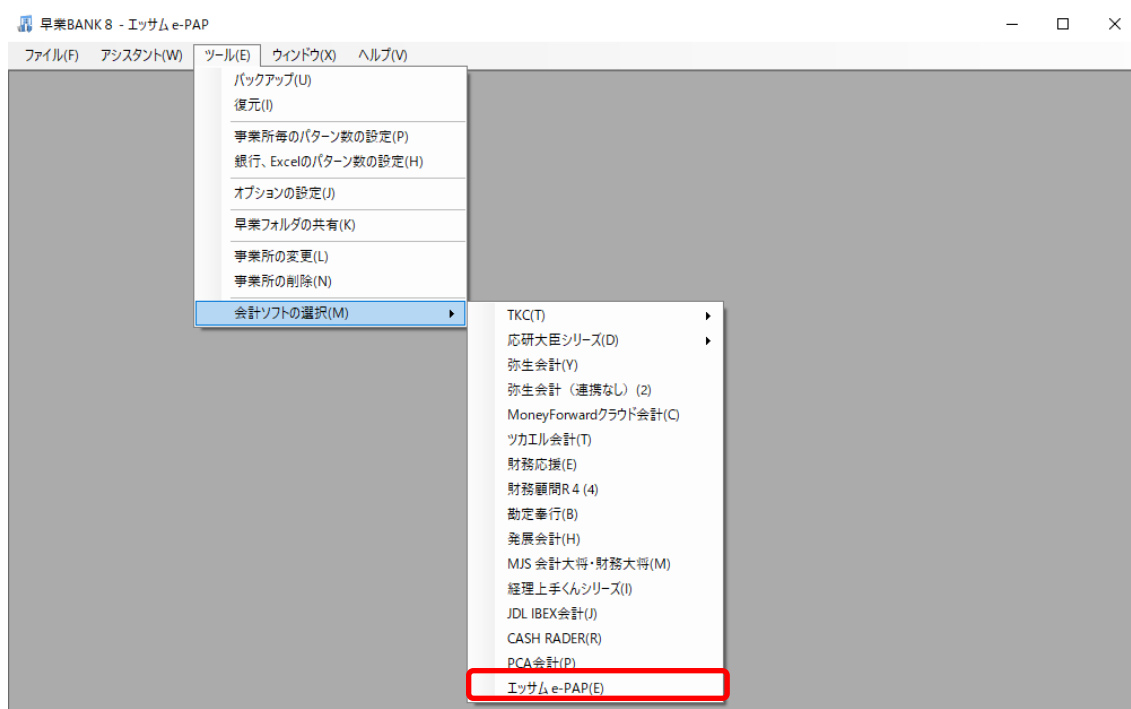 早業BANK 8 - エッサム e-PAP
ファイル(F) アシスタント(W) ツール(E) ウィンドウ(X) ヘルプ(V)
バックアップ(U)
復元(I)
事業所毎のパターン数の設定(P)
銀行、Excelのパターン数の設定(H)
オプションの設定(J)
早業フォルダの共有(K)
事業所の変更(L)
事業所の削除(N)
会計ソフトの選択(M)
TKC(T)
応研大臣シリーズ(D)
弥生会計(Y)
弥生会計（連携なし）(2)
MoneyForwardクラウド会計(C)
ツカエル会計(T)
財務応援(E)
財務顧問R 4 (4)
勘定奉行(B)
発展会計(H)
MJS 会計大将・財務大将(M)
経理上手くんシリーズ(I)
JDL IBEX会計(J)
CASH RADER(R)
PCA会計(P)
エッサム e-PAP(E)